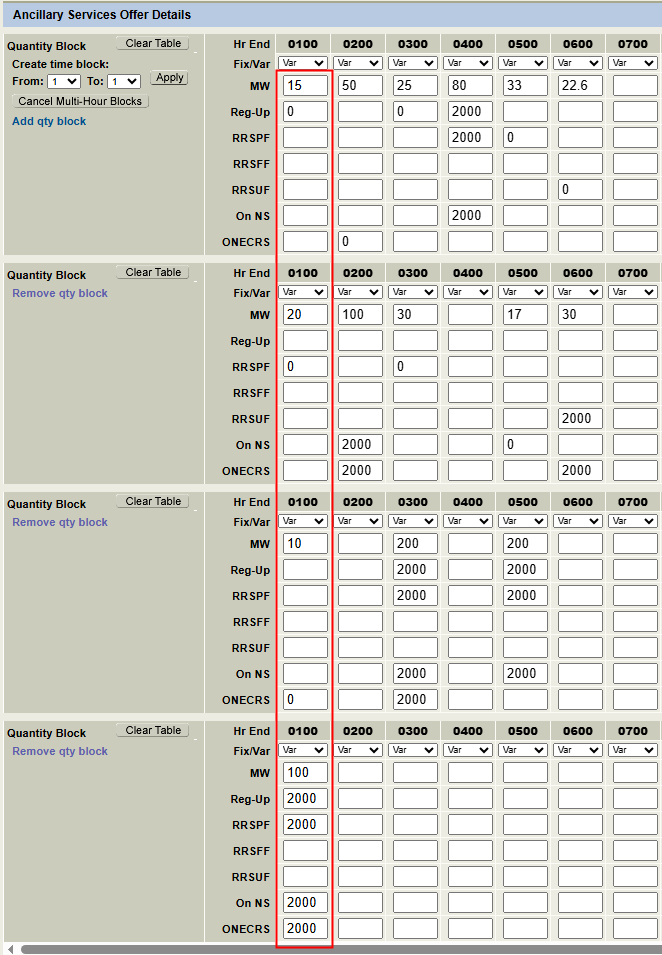 Ancillary Services Offer Details
Quantity Block Clear Table Hr End 0100 0200 0300 0400 0500 0600 0700
Create time block: Fix/Var Var Var Var Var Var Var Var
From: 1 To: 1 Apply MW 15 50 25 80 33 22.6
Cancel Multi-Hour Blocks Reg-Up 0 0 2000
Add qty block RRSPF 2000 0
RRSFF
RRSUF 0
On NS 2000
ONECRS 0
Quantity Block Clear Table Hr End 0100 0200 0300 0400 0500 0600 0700
Remove qty block Fix/Var Var Var Var Var Var Var Var
MW 20 100 30 17 30
Reg-Up
RRSPF 0 0
RRSFF
RRSUF 2000
On NS 2000 0
ONECRS 2000 2000
Quantity Block Clear Table Hr End 0100 0200 0300 0400 0500 0600 0700
Remove qty block Fix/Var Var Var Var Var Var Var Var
MW 10 200 200
Reg-Up 2000 2000
RRSPF 2000 2000
RRSFF
RRSUF
On NS 2000 2000
ONECRS 0 2000
Quantity Block Clear Table Hr End 0100 0200 0300 0400 0500 0600 0700
Remove qty block Fix/Var Var Var Var Var Var Var Var
MW 100
Reg-Up 2000
RRSPF 2000
RRSFF
RRSUF
On NS 2000
ONECRS 2000